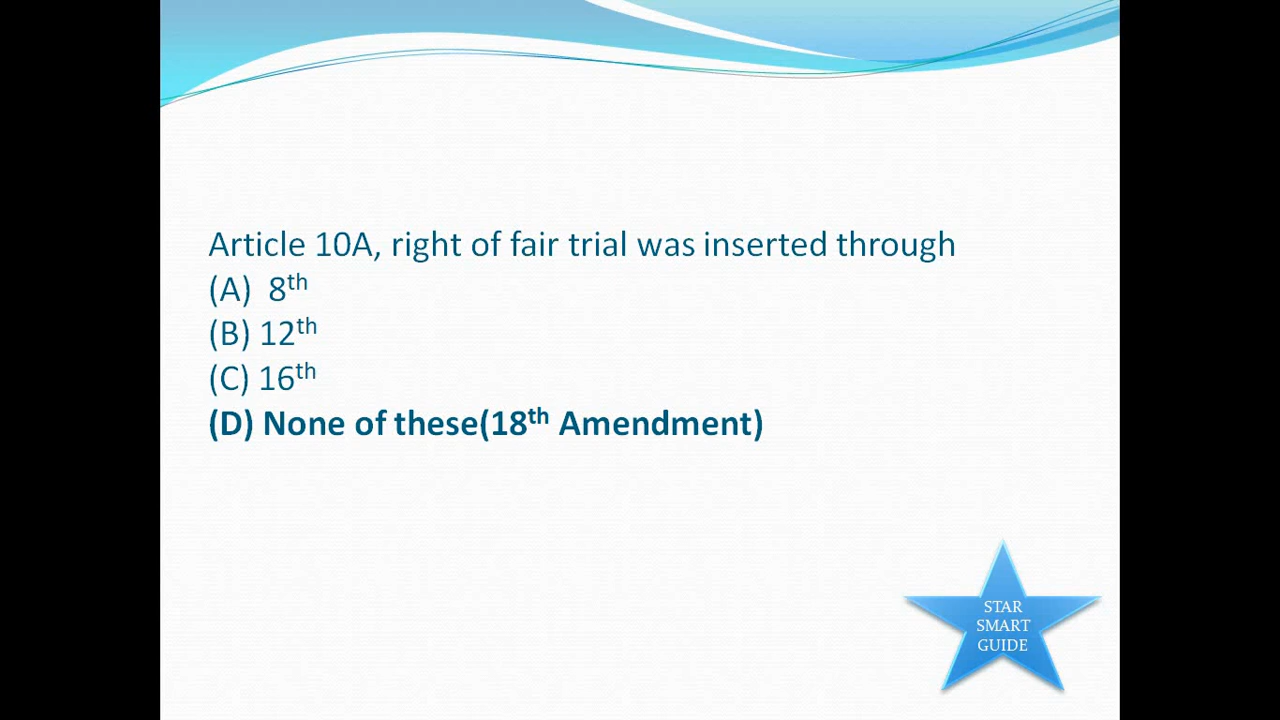 Article 10A, right of fair trial was inserted through
(A) 8th
(B) 12th
(C) 16th
(D) None of these(18th Amendment)
STAR
SMART
GUIDE